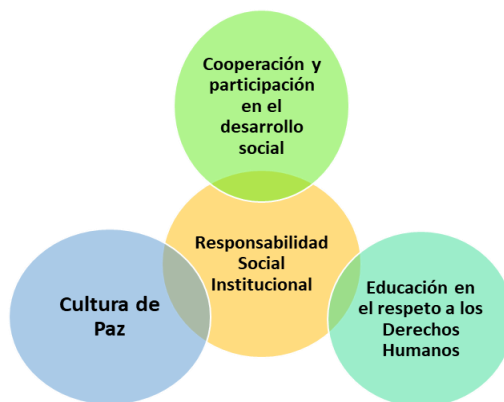 Cooperación y
participación
en el
desarrollo
social
Responsabilidad
Social
Institucional
Cultura de
Paz
Educación en
el respeto a los
Derechos
Humanos